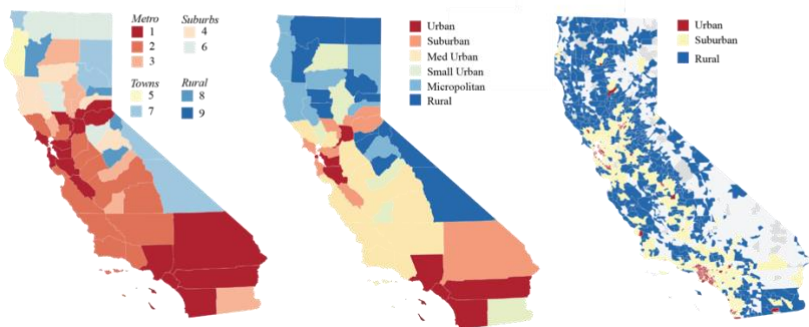 Metro Suburbs
1 4
2 6
3
Towns Rural
5 8
7 9
Urban
Suburban
Med Urban
Small Urban
Micropolitan
Rural
Urban
Suburban
Rural